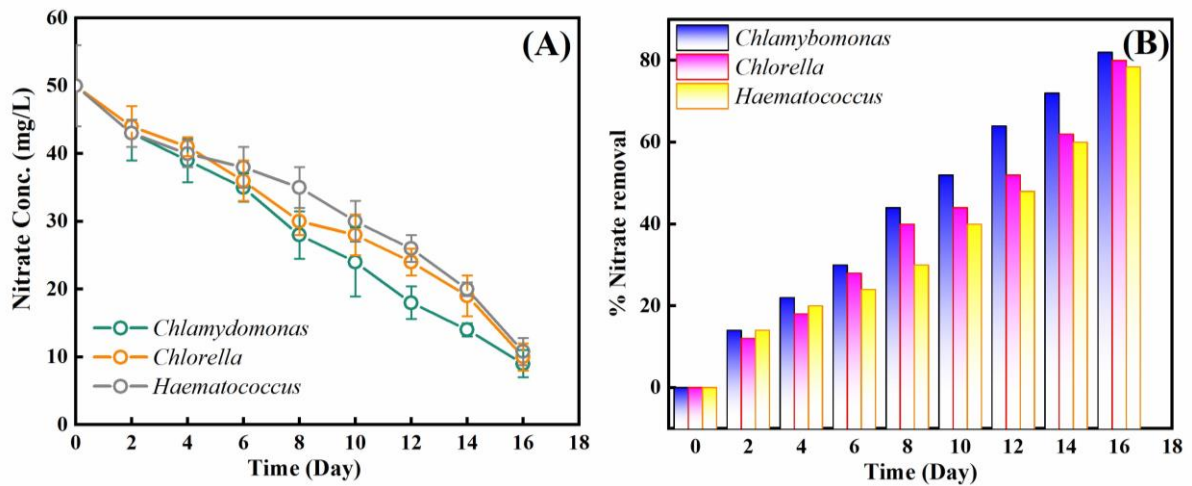 (A)
Nitrate Conc. (mg/L)
60
50
40
30
20
10
0
Chlamydomonas
Chlorella
Haematococcus
0 2 4 6 8 10 12 14 16 18
Time (Day)
(B)
% Nitrate removal
80
60
40
20
0
Chlamybomonas
Chlorella
Haematococcus
0 2 4 6 8 10 12 14 16 18
Time (Day)